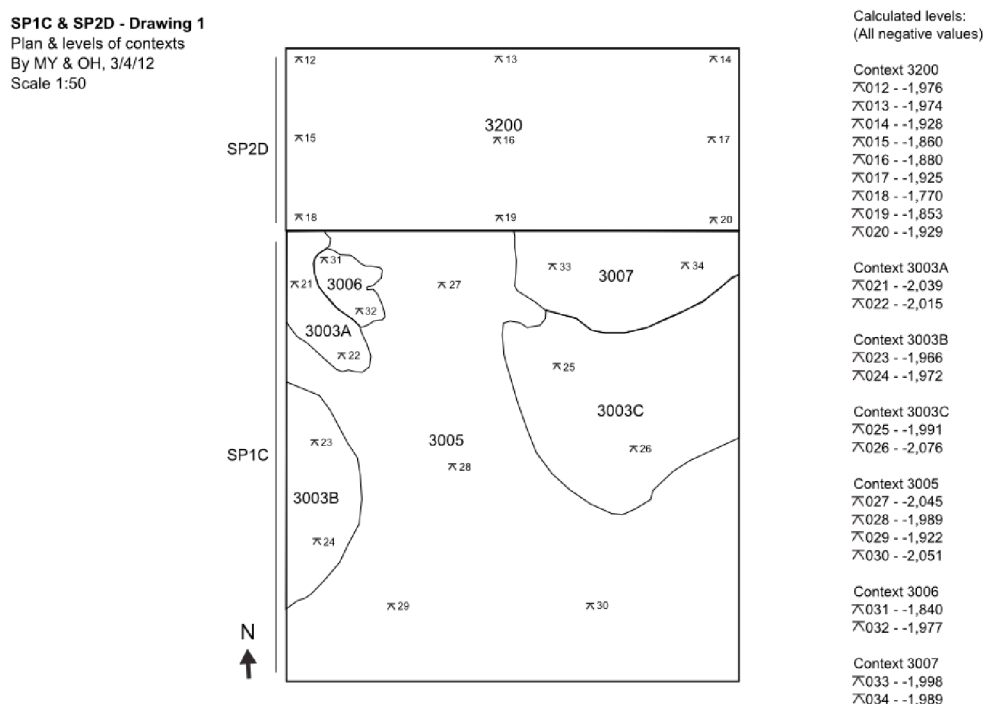 SP1C & SP2D - Drawing 1
Plan & levels of contexts
By MY & OH, 3/4/12
Scale 1:50
12 13 14
3200
15 16 17
SP2D
18 19 20
31
33 3007 34
21 3006 27
32
3003A
22
25
3003C
23 3005 26
SP1C
28
3003B
24
29 30
N
Calculated levels:
(All negative values)
Context 3200
012 - -1,976
013 - -1,974
014 - -1,928
015 - -1,860
016 - -1,880
017 - -1,925
018 - -1,770
019 - -1,853
020 - -1,929
Context 3003A
021 - -2,039
022 - -2,015
Context 3003B
023 - -1,966
024 - -1,972
Context 3003C
025 - -1,991
026 - -2,076
Context 3005
027 - -2,045
028 - -1,989
029 - -1,922
030 - -2,051
Context 3006
031 - -1,840
032 - -1,977
Context 3007
033 - -1,998
034 - -1,989